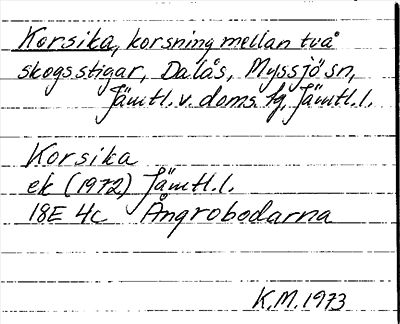 Korsika, korsning mellan två
skogsstigar, Dalås, Myssjö sn,
Jämtl. v. doms. tg, Jämtl. l.
Korsika
ek (1972) Jämtl. l.
18E 4c Ångrobodarna
K.M. 1973